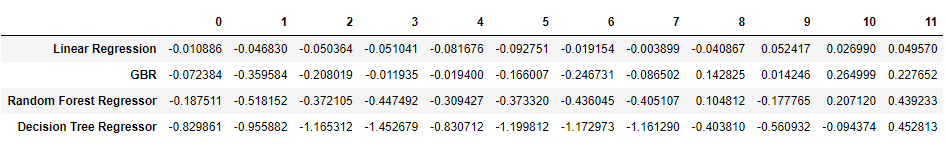 0 1 2 3 4 5 6 7 8 9 10 11
Linear Regression -0.010886 -0.046830 -0.050364 -0.051041 -0.081676 -0.092751 -0.019154 -0.003899 -0.040867 0.052417 0.026990 0.049570
GBR -0.072384 -0.359584 -0.208019 -0.011935 -0.019400 -0.166007 -0.246731 -0.086502 0.142825 0.014246 0.264999 0.227652
Random Forest Regressor -0.187511 -0.518152 -0.372105 -0.447492 -0.309427 -0.373320 -0.436045 -0.405107 0.104812 -0.177765 0.207120 0.439233
Decision Tree Regressor -0.829861 -0.955882 -1.165312 -1.452679 -0.830712 -1.199812 -1.172973 -1.161290 -0.403810 -0.560932 -0.094374 0.452813